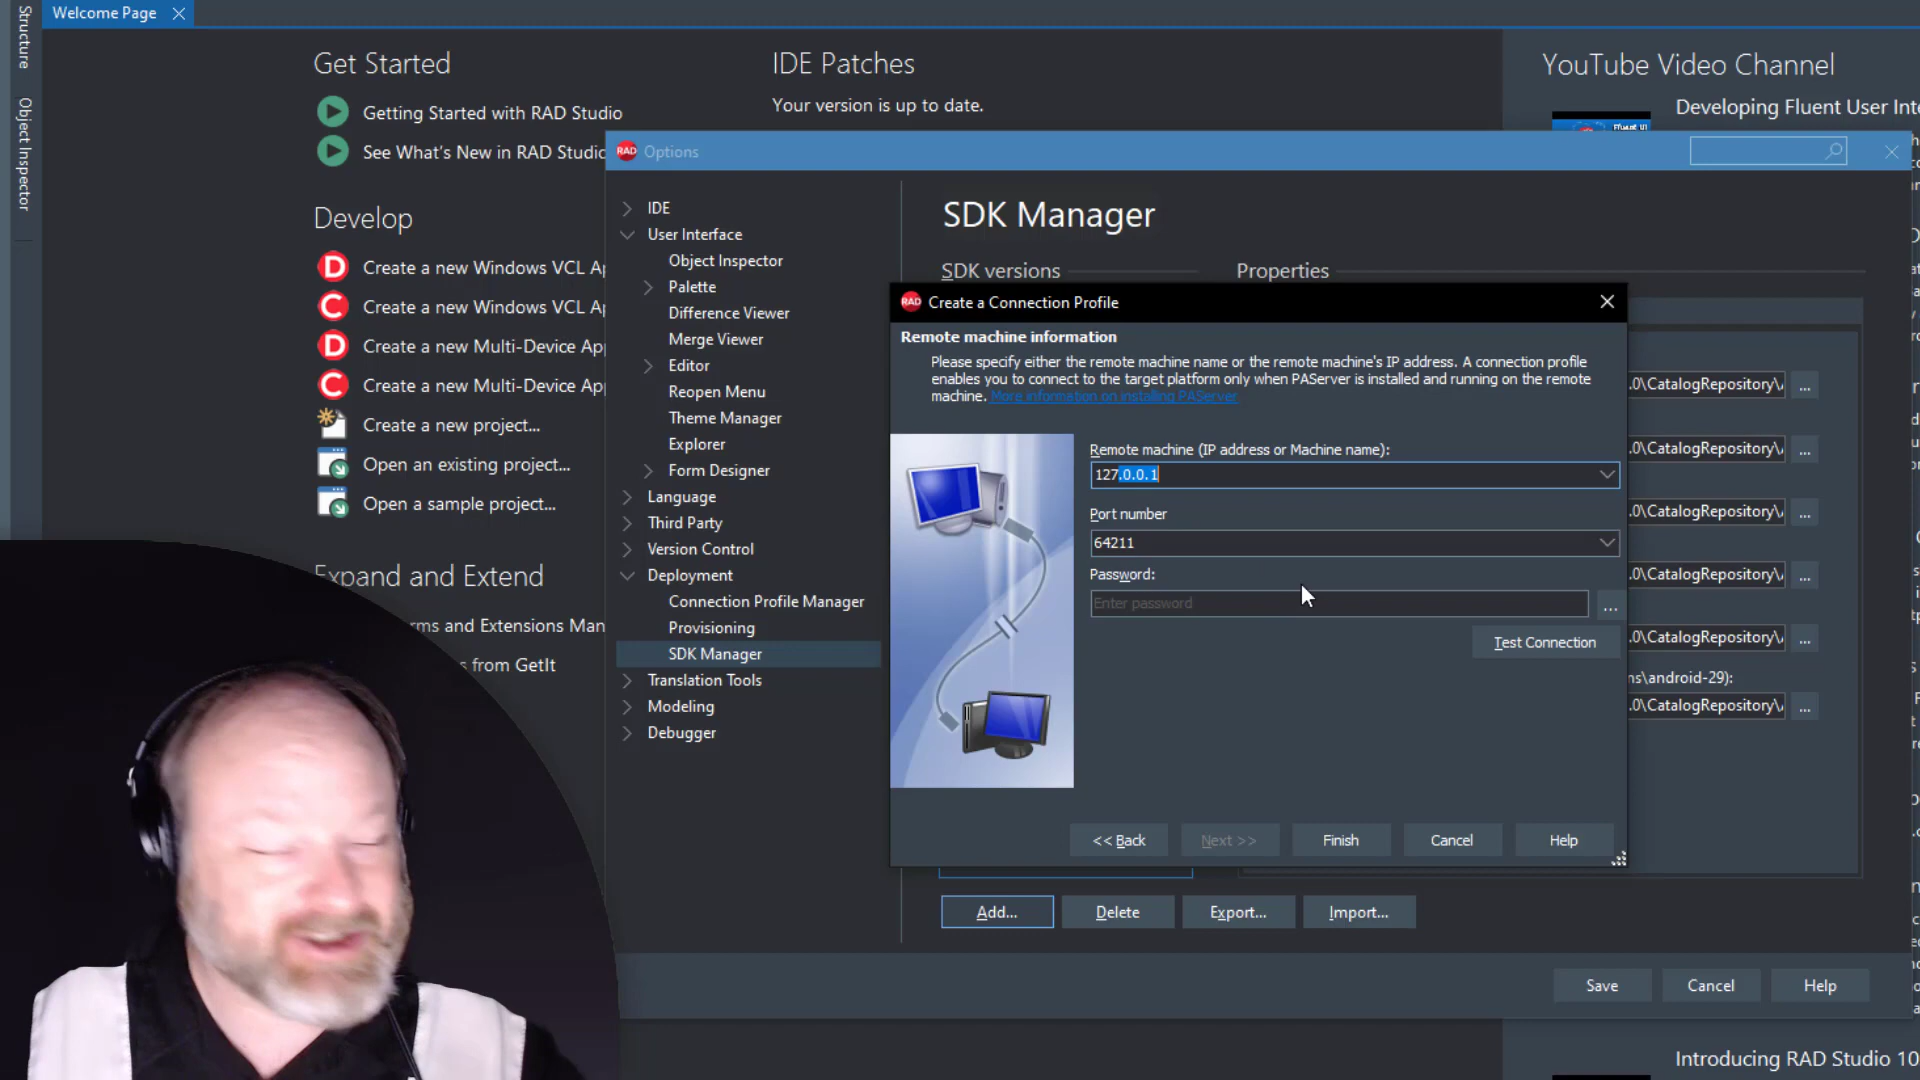 Structure
Object Inspector
Welcome Page
Get Started
Getting Started with RAD Studio
See What's New in RAD Studio
Develop
Create a new Windows VCL Ap
Create a new Windows VCL Ap
Create a new Multi-Device App
Create a new Multi-Device App
Create a new project...
Open an existing project...
Open a sample project...
Expand and Extend
rms and Extensions Man
s from GetIt
IDE Patches
Your version is up to date.
YouTube Video Channel
Developing Fluent User Inte
Fluent UI
RAD Options
IDE
User Interface
Object Inspector
Palette
Difference Viewer
Merge Viewer
Editor
Reopen Menu
Theme Manager
Explorer
Form Designer
Language
Third Party
Version Control
Deployment
Connection Profile Manager
Provisioning
SDK Manager
Translation Tools
Modeling
Debugger
SDK Manager
SDK versions
Properties
RAD Create a Connection Profile
Remote machine information
Please specify either the remote machine name or the remote machine's IP address. A connection profile
enables you to connect to the target platform only when PAServer is installed and running on the remote
machine. More information on installing PAServer
Remote machine (IP address or Machine name):
127.0.0.1
Port number
64211
Password:
Enter password
...
Test Connection
<< Back
Next >>
Finish
Cancel
Help
.0\CatalogRepository\ ...
.0\CatalogRepository\ ...
.0\CatalogRepository\ ...
.0\CatalogRepository\ ...
.0\CatalogRepository\ ...
ns\android-29):
.0\CatalogRepository\ ...
Add...
Delete
Export...
Import...
Save
Cancel
Help
Introducing RAD Studio 10